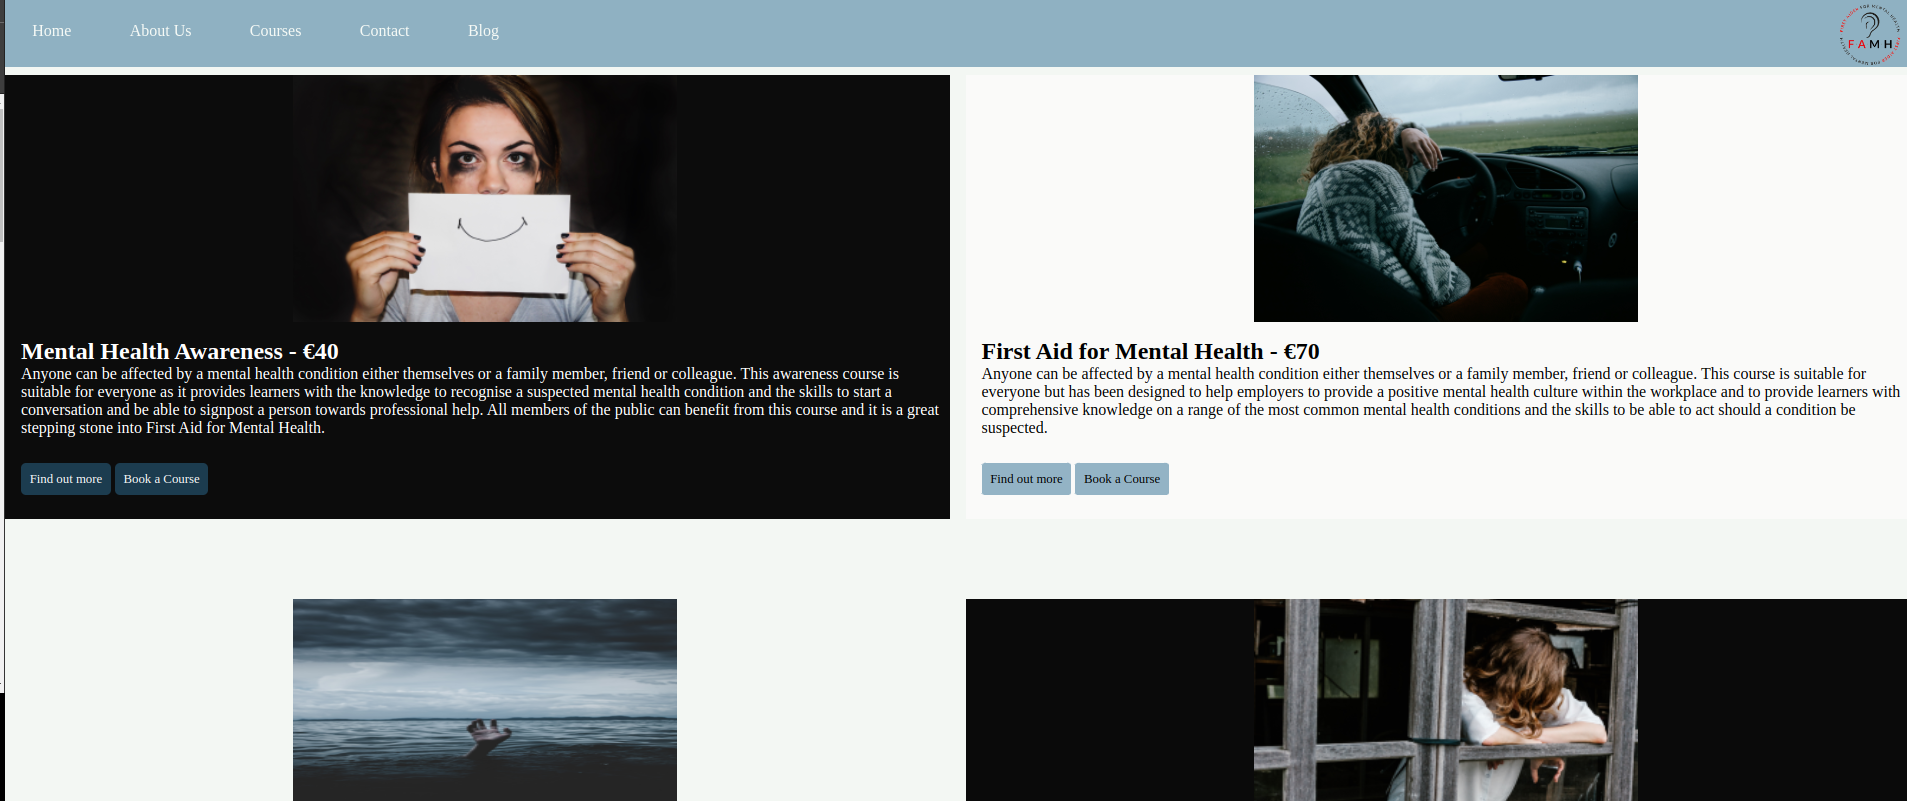 Home About Us Courses Contact Blog
FAMH
Mental Health Awareness - €40
Anyone can be affected by a mental health condition either themselves or a family member, friend or colleague. This awareness course is
suitable for everyone as it provides learners with the knowledge to recognise a suspected mental health condition and the skills to start a
conversation and be able to signpost a person towards professional help. All members of the public can benefit from this course and it is a great
stepping stone into First Aid for Mental Health.
Find out more Book a Course
First Aid for Mental Health - €70
Anyone can be affected by a mental health condition either themselves or a family member, friend or colleague. This course is suitable for
everyone but has been designed to help employers to provide a positive mental health culture within the workplace and to provide learners with
comprehensive knowledge on a range of the most common mental health conditions and the skills to be able to act should a condition be
suspected.
Find out more Book a Course